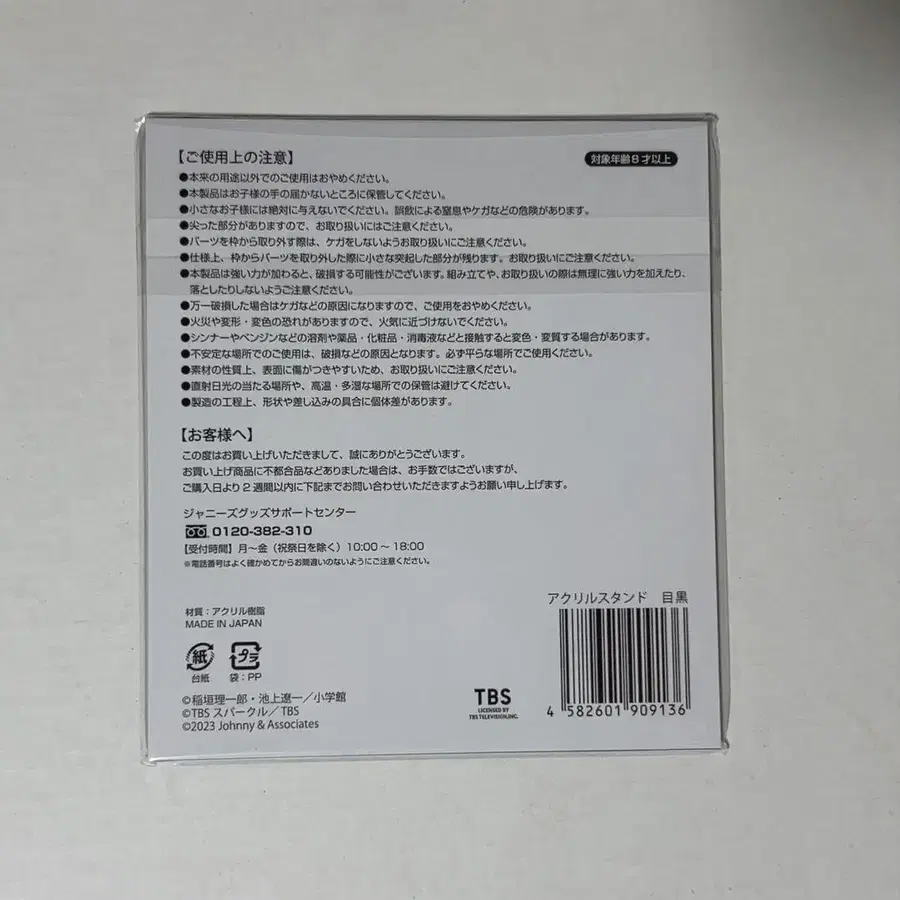 【ご使用上の注意】
対象年齢8才以上
●本来の用途以外でのご使用はおやめください。
●本製品はお子様の手の届かないところに保管してください。
●小さなお子様には絶対に与えないでください。誤飲による窒息やケガなどの危険があります。
●尖った部分がありますので、お取り扱いにはご注意ください。
●パーツを枠から取り外す際は、ケガをしないようお取り扱いにご注意ください。
●仕様上、枠からパーツを取り外した際に小さな突起した部分が残ります。お取り扱いにご注意ください。
●本製品は強い力が加わると、破損する可能性がございます。組み立てや、お取り扱いの際は無理に強い力を加えたり、
落としたりしないようご注意ください。
●万一破損した場合はケガなどの原因になりますので、ご使用をおやめください。
●火災や変形・変色の恐れがありますので、火気に近づけないでください。
●シンナーやベンジンなどの溶剤や薬品・化粧品・消毒液などと接触すると変色・変質する場合があります。
●不安定な場所でのご使用は、破損などの原因となります。必ず平らな場所でご使用ください。
●素材の性質上、表面に傷がつきやすいため、お取り扱いにご注意ください。
●直射日光の当たる場所や、高温・多湿な場所での保管は避けてください。
●製造の工程上、形状や差し込みの具合に個体差があります。
【お客様へ】
この度はお買い上げいただきまして、誠にありがとうございます。
お買い上げ商品に不都合品などありました場合は、お手数ではございますが、
ご購入日より2週間以内に下記までお問い合わせいただきますようお願い申し上げます。
ジャニーズグッズサポートセンター
0120-382-310
【受付時間】月～金(祝祭日を除く)10:00～18:00
※電話番号はよく確かめてからお間違いのないようにご注意ください。
アクリルスタンド 目黒
材質:アクリル樹脂
MADE IN JAPAN
紙
プラ
台紙
袋:PP
©稲垣理一郎・池上遼一/小学館
©TBSスパークル/TBS
©2023 Johnny & Associates
TBS
LICENSED BY
TBS TELEVISION,INC.
4 582601 909136